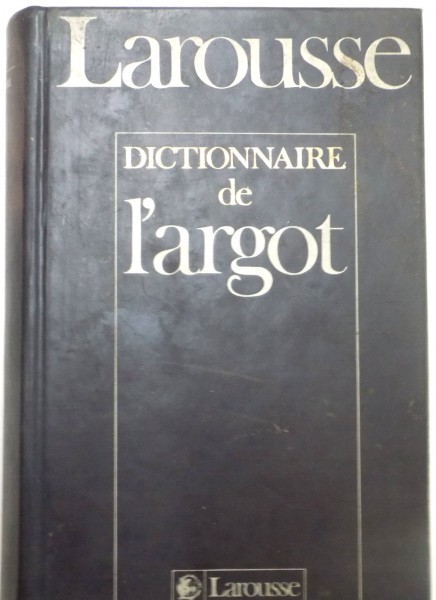 Larousse
DICTIONNAIRE
de
l'argot
Larousse